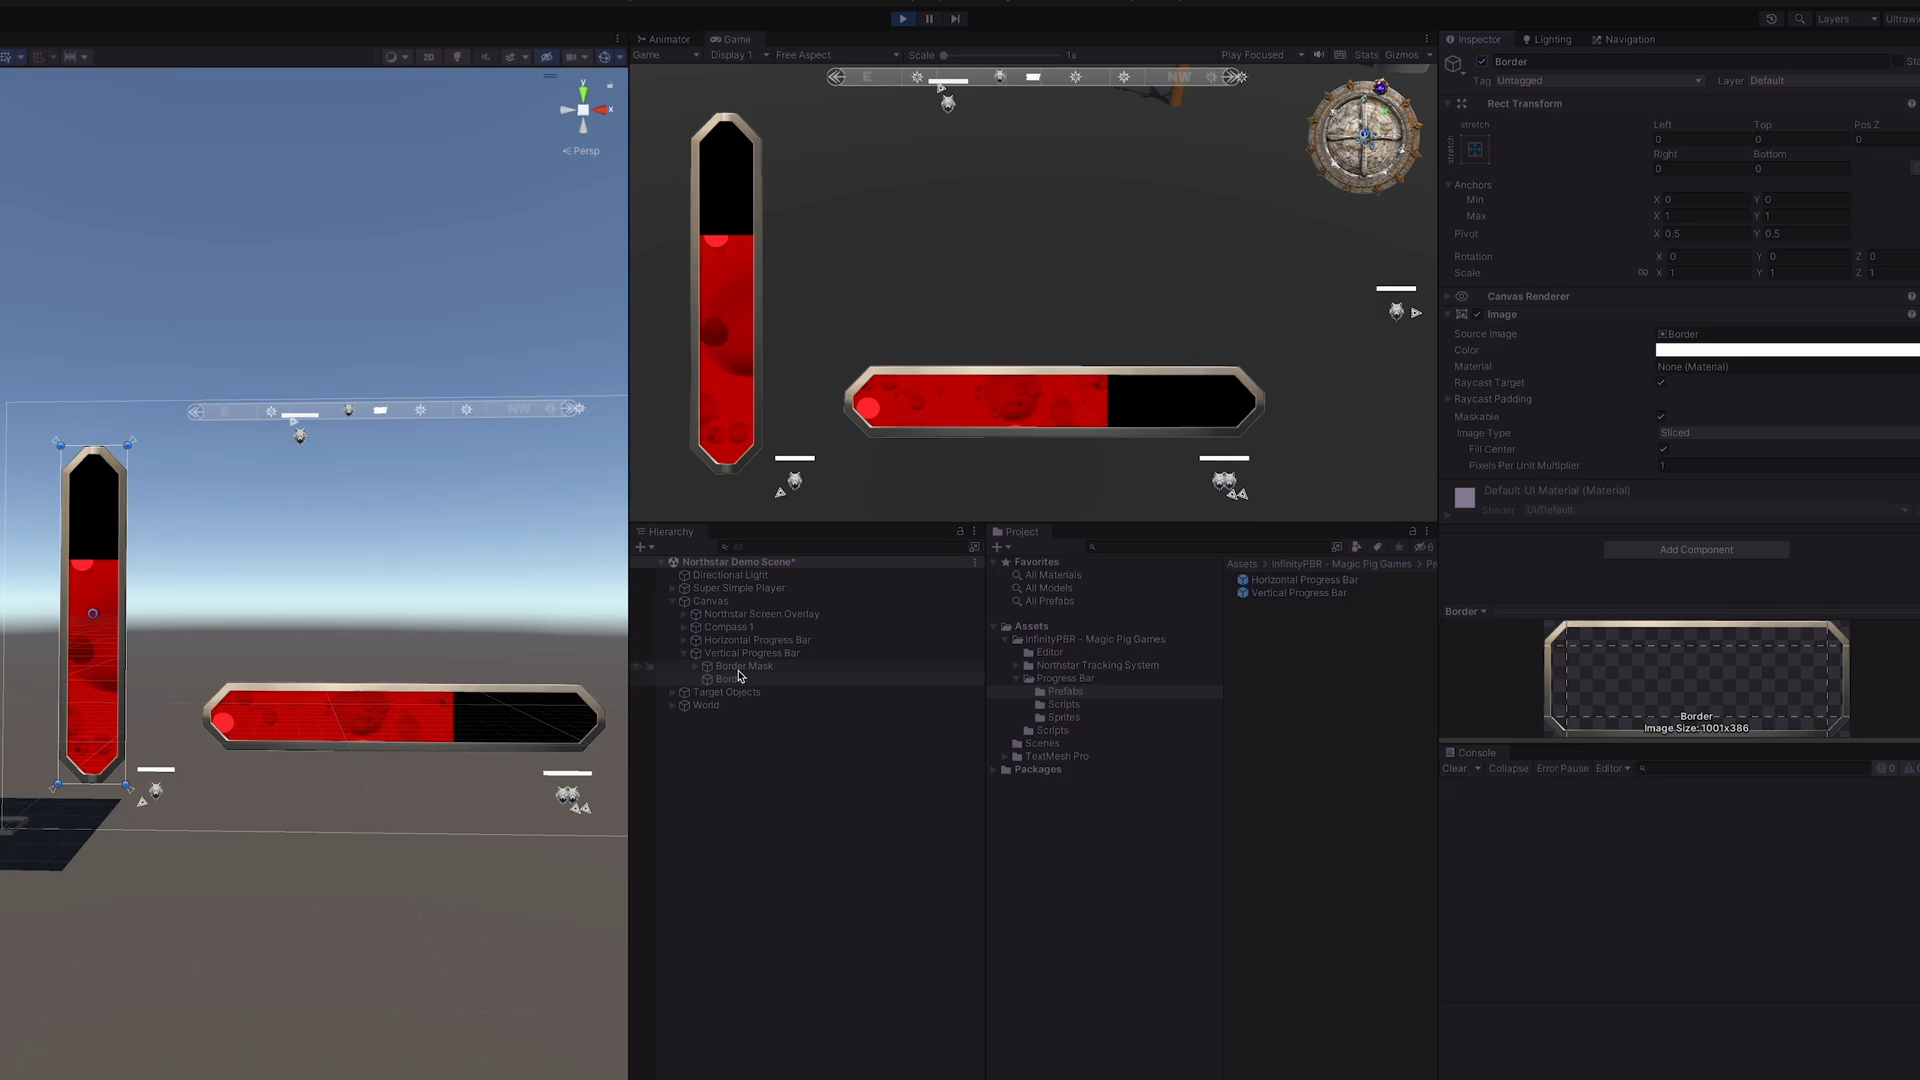 Layers
Ultraw
Animator
Game
Inspector
Lighting
Navigation
2D
Game
Display 1
Free Aspect
Scale
1x
Play Focused
Stats
Gizmos
Border
Tag Untagged
Layer Default
Rect Transform
stretch
stretch
Left
Top
Pos Z
0
0
0
Right
Bottom
0
0
Anchors
Min
X 0
Y 0
Max
X 1
Y 1
Pivot
X 0.5
Y 0.5
Rotation
X 0
Y 0
Z 0
Scale
X 1
Y 1
Z 1
Canvas Renderer
Image
Source Image
Border
Color
Material
None (Material)
Raycast Target
Raycast Padding
Maskable
Image Type
Sliced
Fill Center
Pixels Per Unit Multiplier
1
Default UI Material (Material)
Shader
UI/Default
Add Component
y
x
Persp
E
NW
E
NW
Hierarchy
All
Northstar Demo Scene*
Directional Light
Super Simple Player
Canvas
Northstar Screen Overlay
Compass 1
Horizontal Progress Bar
Vertical Progress Bar
Border Mask
Target Objects
World
Project
6
Favorites
All Materials
All Models
All Prefabs
Assets
InfinityPBR - Magic Pig Games
Editor
Northstar Tracking System
Progress Bar
Prefabs
Scripts
Sprites
Scripts
Scenes
TextMesh Pro
Packages
Assets > InfinityPBR - Magic Pig Games > Pr
Horizontal Progress Bar
Vertical Progress Bar
Border
Border
Image Size: 1001x386
Console
Clear
Collapse
Error Pause
Editor
0